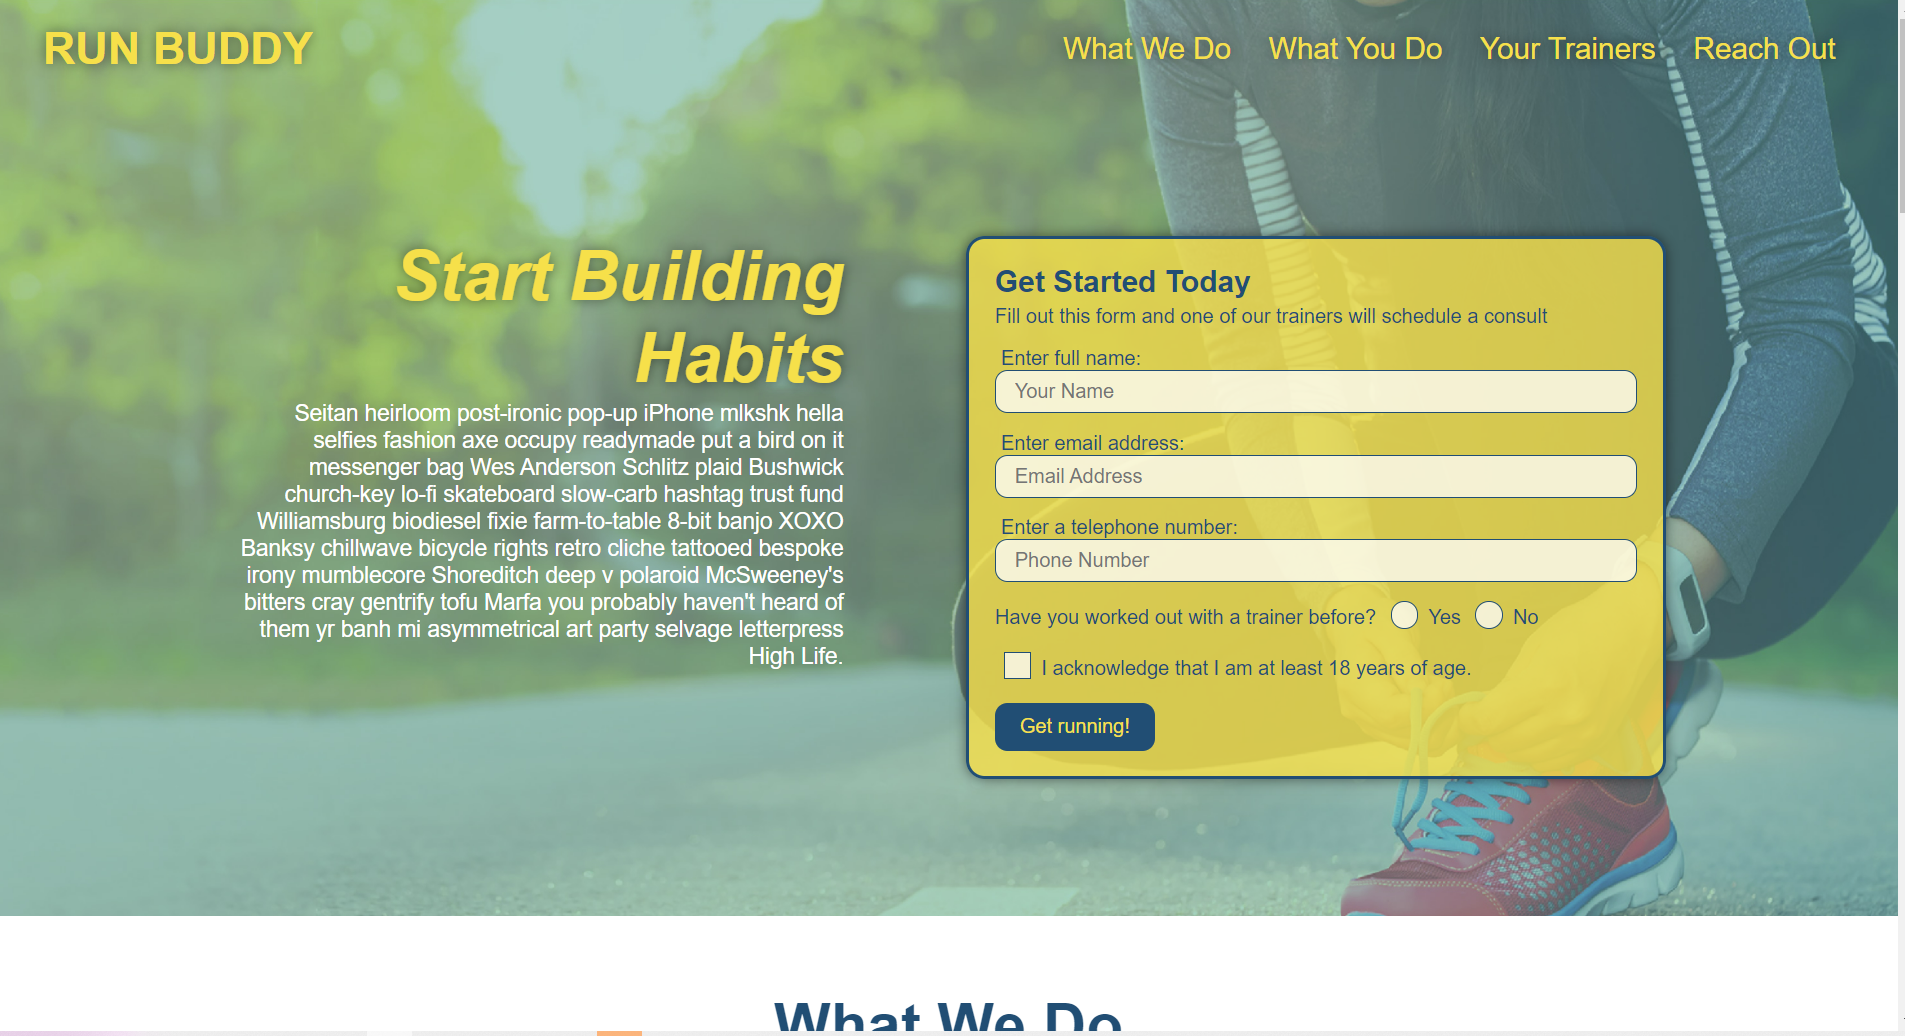 RUN BUDDY
What We Do
What You Do
Your Trainers
Reach Out
Start Building
Habits
Seitan heirloom post-ironic pop-up iPhone mlkshk hella
selfies fashion axe occupy readymade put a bird on it
messenger bag Wes Anderson Schlitz plaid Bushwick
church-key lo-fi skateboard slow-carb hashtag trust fund
Williamsburg biodiesel fixie farm-to-table 8-bit banjo XOXO
Banksy chillwave bicycle rights retro cliche tattooed bespoke
irony mumblecore Shoreditch deep v polaroid McSweeney's
bitters cray gentrify tofu Marfa you probably haven't heard of
them yr banh mi asymmetrical art party selvage letterpress
High Life.
Get Started Today
Fill out this form and one of our trainers will schedule a consult
Enter full name:
Your Name
Enter email address:
Email Address
Enter a telephone number:
Phone Number
Have you worked out with a trainer before? Yes No
I acknowledge that I am at least 18 years of age.
Get running!
What We Do